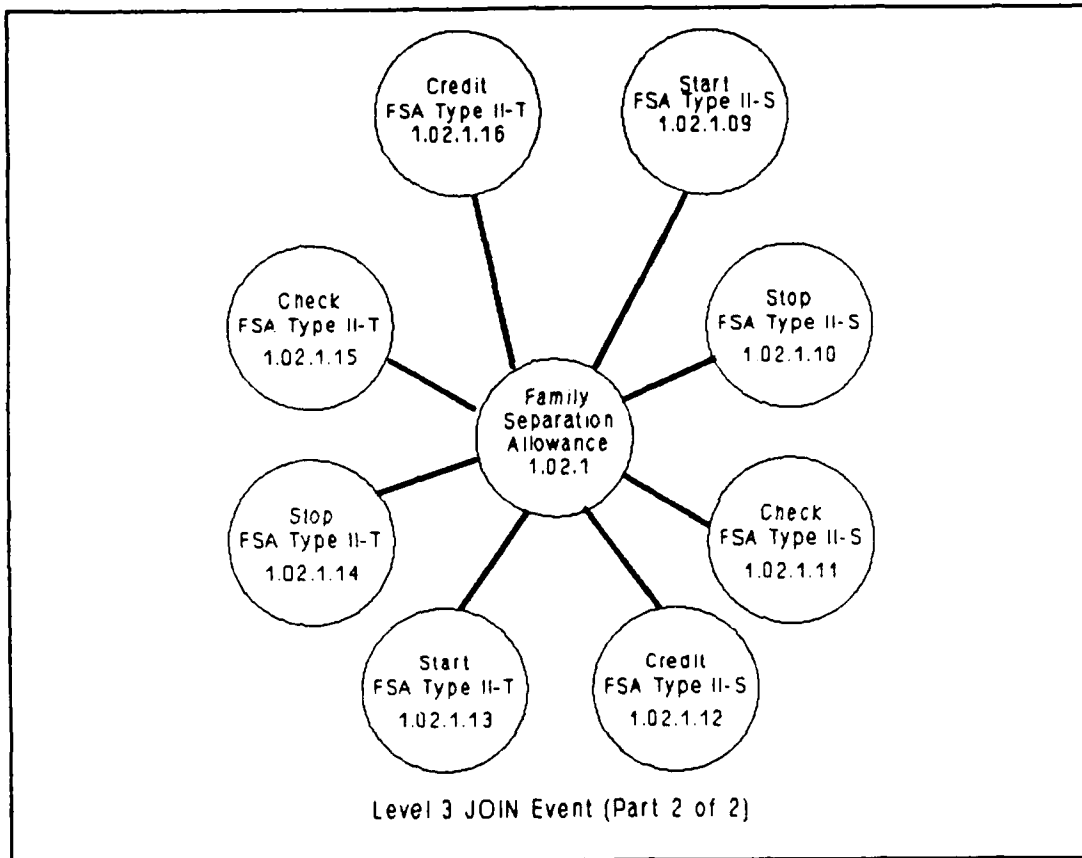 Credit
FSA Type II-T
1.02.1.16
Start
FSA Type II-S
1.02.1.09
Check
FSA Type II-T
1.02.1.15
Stop
FSA Type II-S
1.02.1.10
Family
Separation
Allowance
1.02.1
Stop
FSA Type II-T
1.02.1.14
Check
FSA Type II-S
1.02.1.11
Start
FSA Type II-T
1.02.1.13
Credit
FSA Type II-S
1.02.1.12
Level 3 JOIN Event (Part 2 of 2)